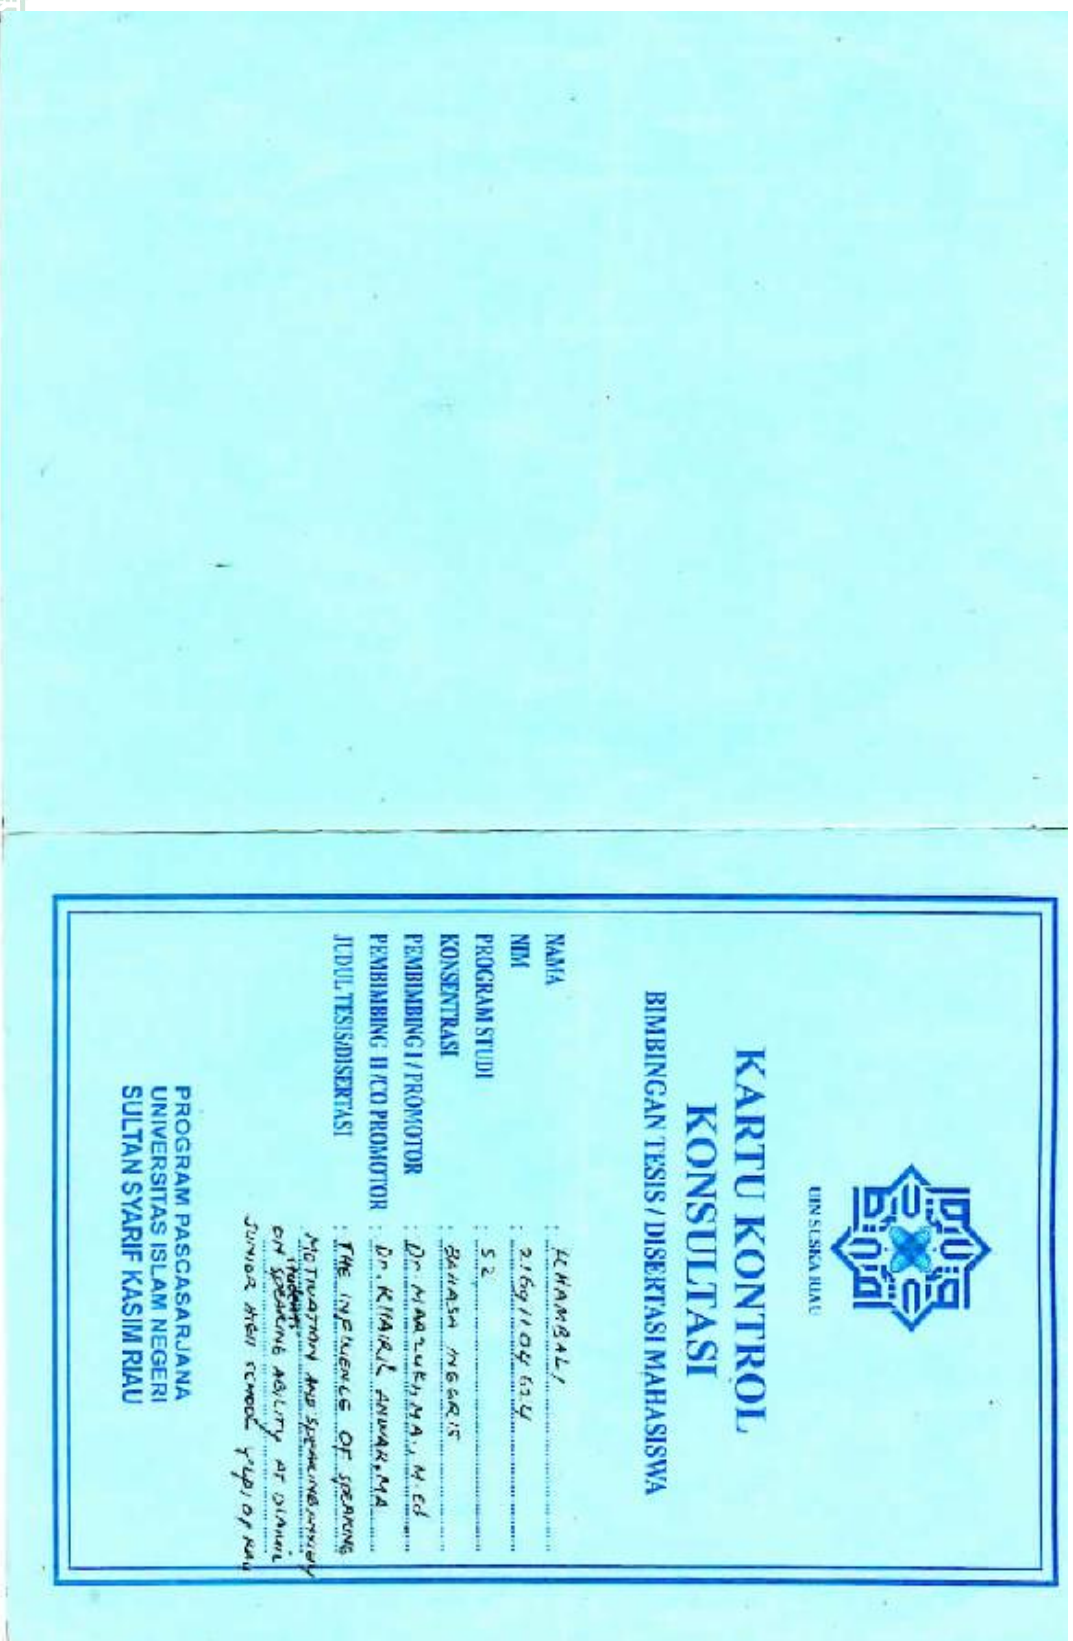 UIN SUSKA RIAU
KARTU KONTROL
KONSULTASI
BIMBINGAN TESIS / DISERTASI MAHASISWA
NAMA :
NIM :
PROGRAM STUDI : S2
KONSENTRASI : BAHASA INGGRIS
PEMBIMBING I / PROMOTOR : Dr. MARZUKI, MA., M.Ed
PEMBIMBING II /CO PROMOTOR : Dr. KHAIRIL ANWAR, MA
JUDUL TESIS/DISERTASI : THE INFLUENCE OF SPEAKING
MOTIVATION AND SPEAKING ANXIETY
ON Students SPEAKING ABILITY AT ISLAMIC
JUNIOR HIGH SCHOOL
PROGRAM PASCASARJANA
UNIVERSITAS ISLAM NEGERI
SULTAN SYARIF KASIM RIAU